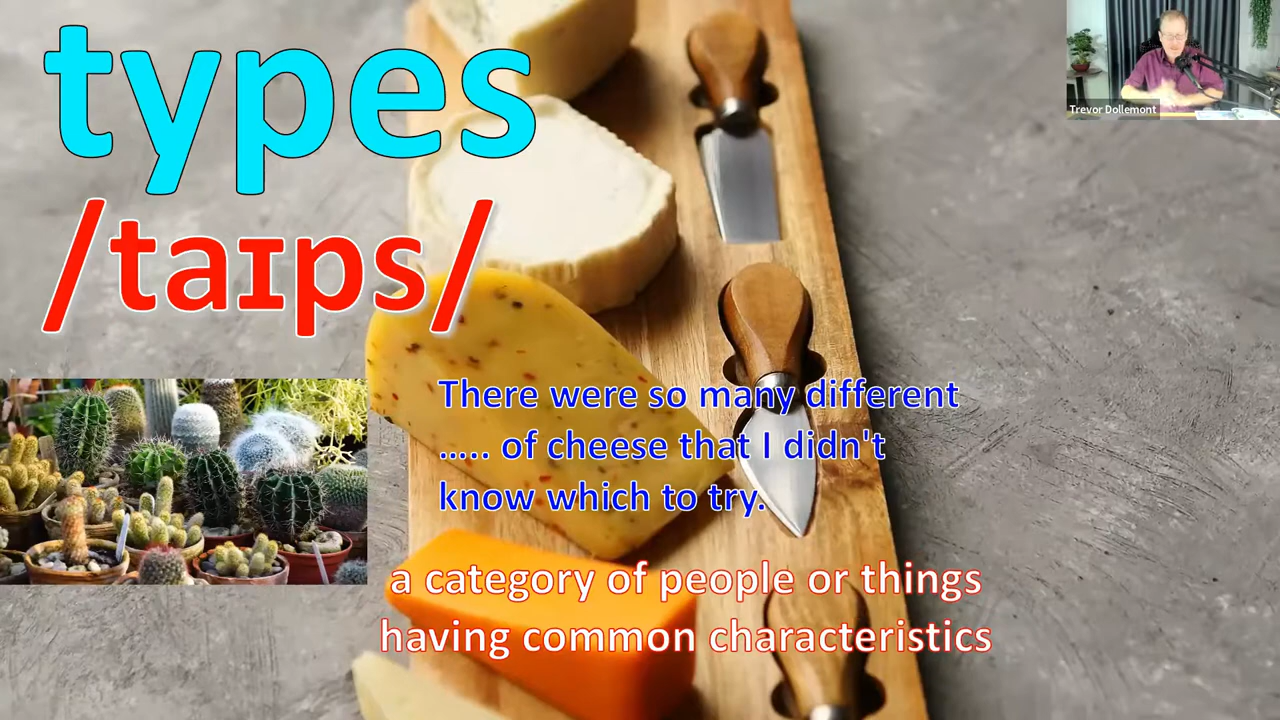 types
/taɪps/
Trevor Dollemont
There were so many different
..... of cheese that I didn't
know which to try.
a category of people or things
having common characteristics